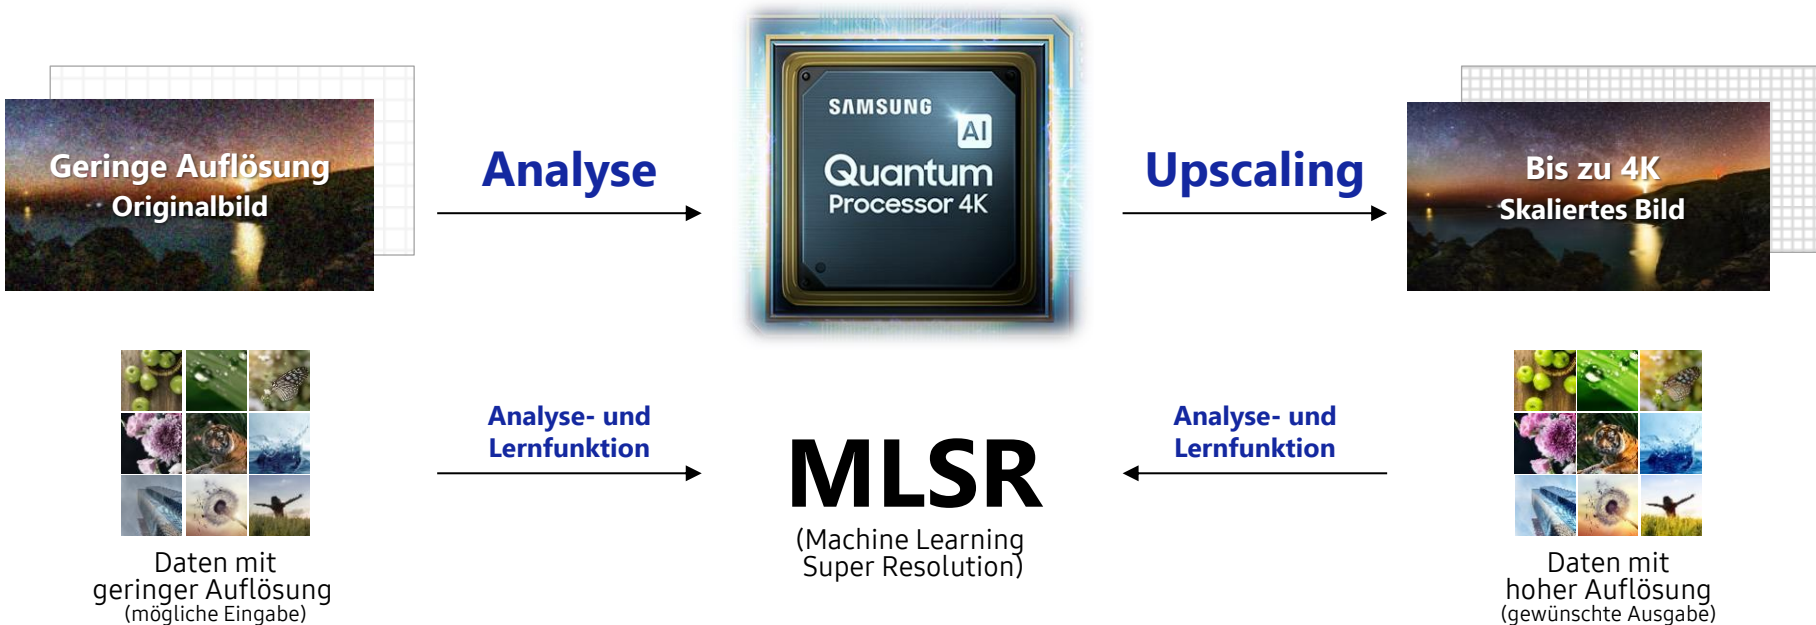 Geringe Auflösung
Originalbild
Analyse
SAMSUNG
AI
Quantum
Processor 4K
Upscaling
Bis zu 4K
Skaliertes Bild
Daten mit
geringer Auflösung
(mögliche Eingabe)
Analyse- und
Lernfunktion
MLSR
(Machine Learning
Super Resolution)
Analyse- und
Lernfunktion
Daten mit
hoher Auflösung
(gewünschte Ausgabe)